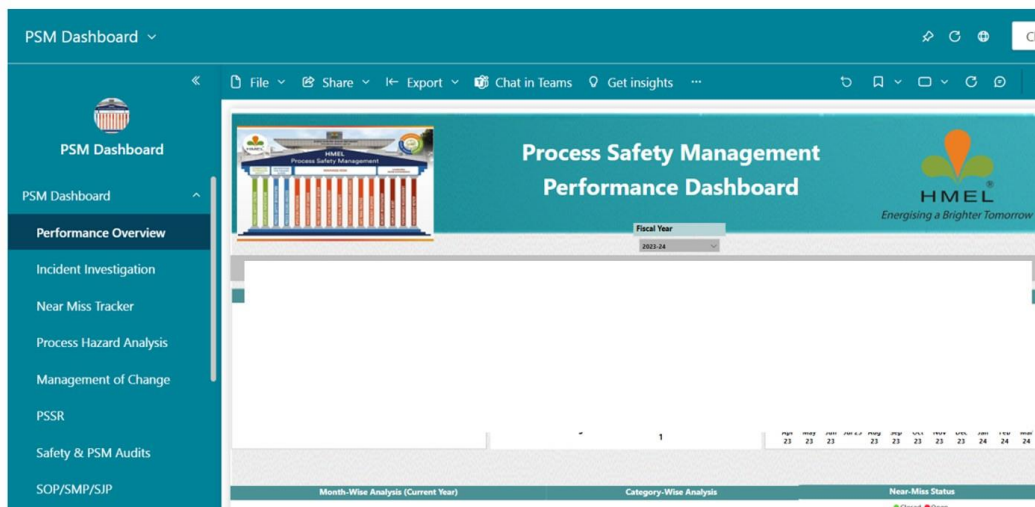 PSM Dashboard
C
File Share Export Chat in Teams Get insights ...
PSM Dashboard
PSM Dashboard
Performance Overview
Incident Investigation
Near Miss Tracker
Process Hazard Analysis
Management of Change
PSSR
Safety & PSM Audits
SOP/SMP/SJP
HMEL
Process Safety Management
Process Safety Management
Performance Dashboard
HMEL
Energising a Brighter Tomorrow
Fiscal Year
2023-24
1
Apr May Jun Jul 23 Aug Sep Oct Nov Dec Jan Feb Mar
23 23 23 23 23 23 23 23 24 24 24
Month-Wise Analysis (Current Year) Category-Wise Analysis Near-Miss Status
Closed Open